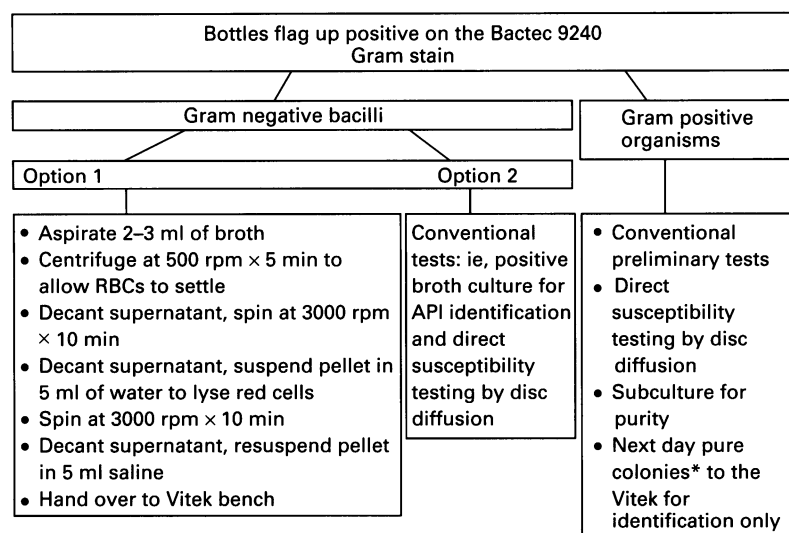 Bottles flag up positive on the Bactec 9240
Gram stain
Gram negative bacilli
Gram positive
organisms
Option 1
Option 2
• Aspirate 2–3 ml of broth
• Centrifuge at 500 rpm × 5 min to
allow RBCs to settle
• Decant supernatant, spin at 3000 rpm
× 10 min
• Decant supernatant, suspend pellet in
5 ml of water to lyse red cells
• Spin at 3000 rpm × 10 min
• Decant supernatant, resuspend pellet
in 5 ml saline
• Hand over to Vitek bench
Conventional
tests: ie, positive
broth culture for
API identification
and direct
susceptibility
testing by disc
diffusion
• Conventional
preliminary tests
• Direct
susceptibility
testing by disc
diffusion
• Subculture for
purity
• Next day pure
colonies* to the
Vitek for
identification only